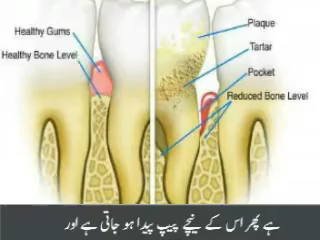 Healthy Gums
Healthy Bone Level
Plaque
Tartar
Pocket
Reduced Bone Level
ہے پھر اس کے نیچے پیپ پیدا ہو جاتی ہے اور